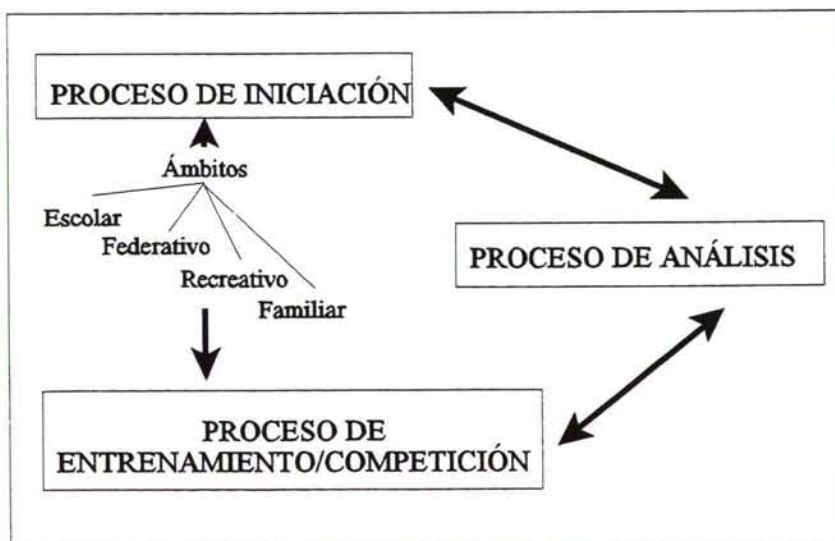 PROCESO DE INICIACIÓN
Ámbitos
Escolar
Federativo
Recreativo
Familiar
PROCESO DE ANÁLISIS
PROCESO DE
ENTRENAMIENTO/COMPETICIÓN